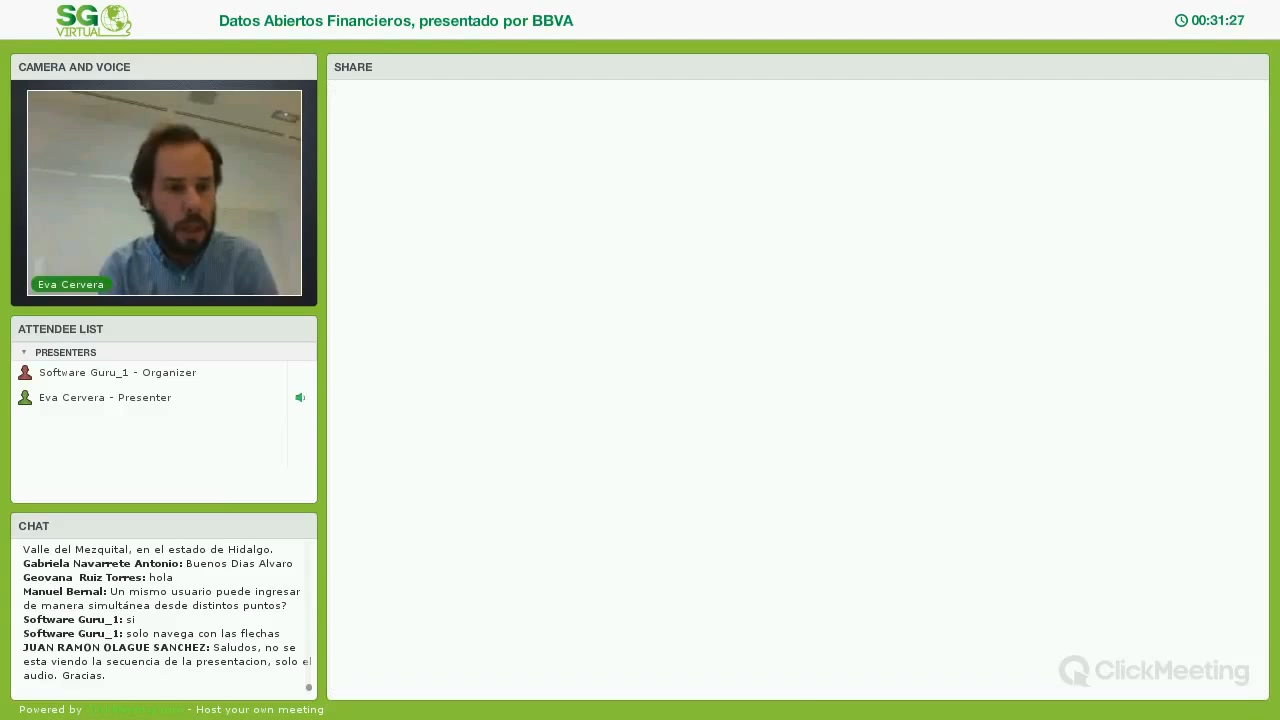 SG
VIRTUAL
Datos Abiertos Financieros, presentado por BBVA
00:31:27
CAMERA AND VOICE
Eva Cervera
SHARE
ATTENDEE LIST
PRESENTERS
Software Guru_1 - Organizer
Eva Cervera - Presenter
CHAT
Valle del Mezquital, en el estado de Hidalgo.
Gabriela Navarrete Antonio: Buenos Dias Alvaro
Geovana Ruiz Torres: hola
Manuel Bernal: Un mismo usuario puede ingresar
de manera simultánea desde distintos puntos?
Software Guru_1: si
Software Guru_1: solo navega con las flechas
JUAN RAMON OLAGUE SANCHEZ: Saludos, no se
esta viendo la secuencia de la presentacion, solo el
audio. Gracias.
ClickMeeting
Powered by - Host your own meeting